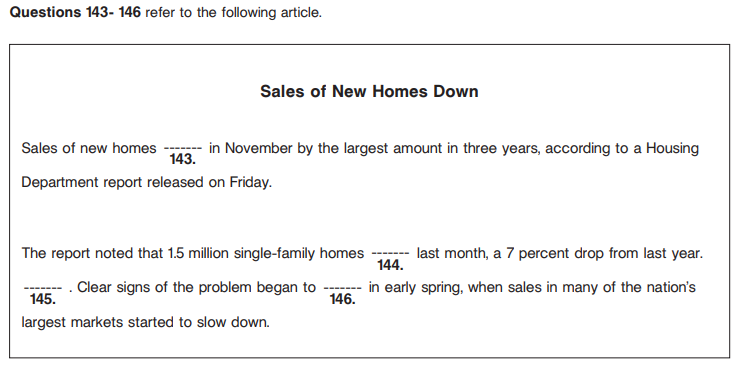 Questions 143- 146 refer to the following article.
Sales of New Homes Down
Sales of new homes ------- in November by the largest amount in three years, according to a Housing
143.
Department report released on Friday.
The report noted that 1.5 million single-family homes ------- last month, a 7 percent drop from last year.
144.
------- . Clear signs of the problem began to ------- in early spring, when sales in many of the nation's
145. 146.
largest markets started to slow down.